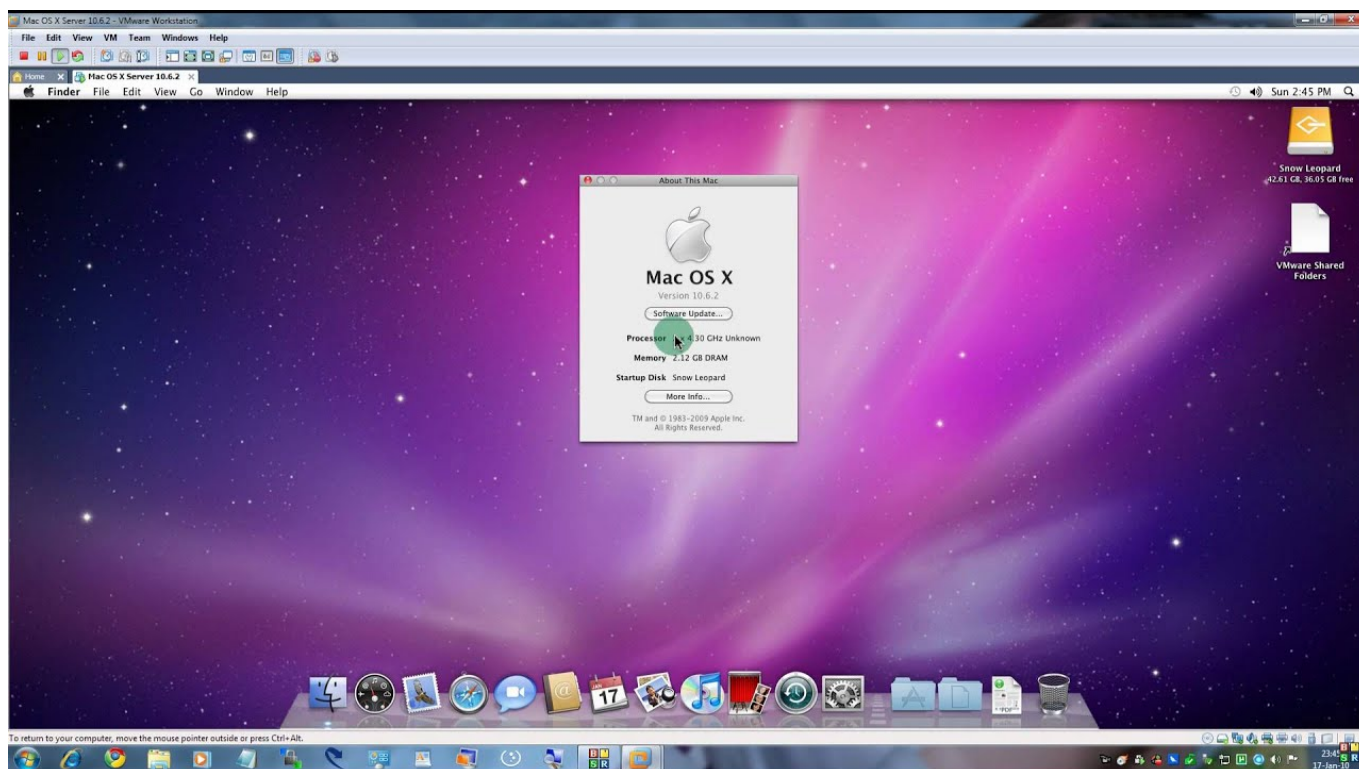 Mac OS X Server 10.6.2 - VMware Workstation
File Edit View VM Team Windows Help
Home Mac OS X Server 10.6.2
Finder File Edit View Go Window Help Sun 2:45 PM
Snow Leopard
42.61 GB, 36.05 GB free
VMware Shared
Folders
About This Mac
Mac OS X
Version 10.6.2
Software Update...
Processor 4.30 GHz Unknown
Memory 2.12 GB DRAM
Startup Disk Snow Leopard
More Info...
TM and © 1983-2009 Apple Inc.
All Rights Reserved.
17
To return to your computer, move the mouse pointer outside or press Ctrl+Alt.
23:45
17-Jan-10